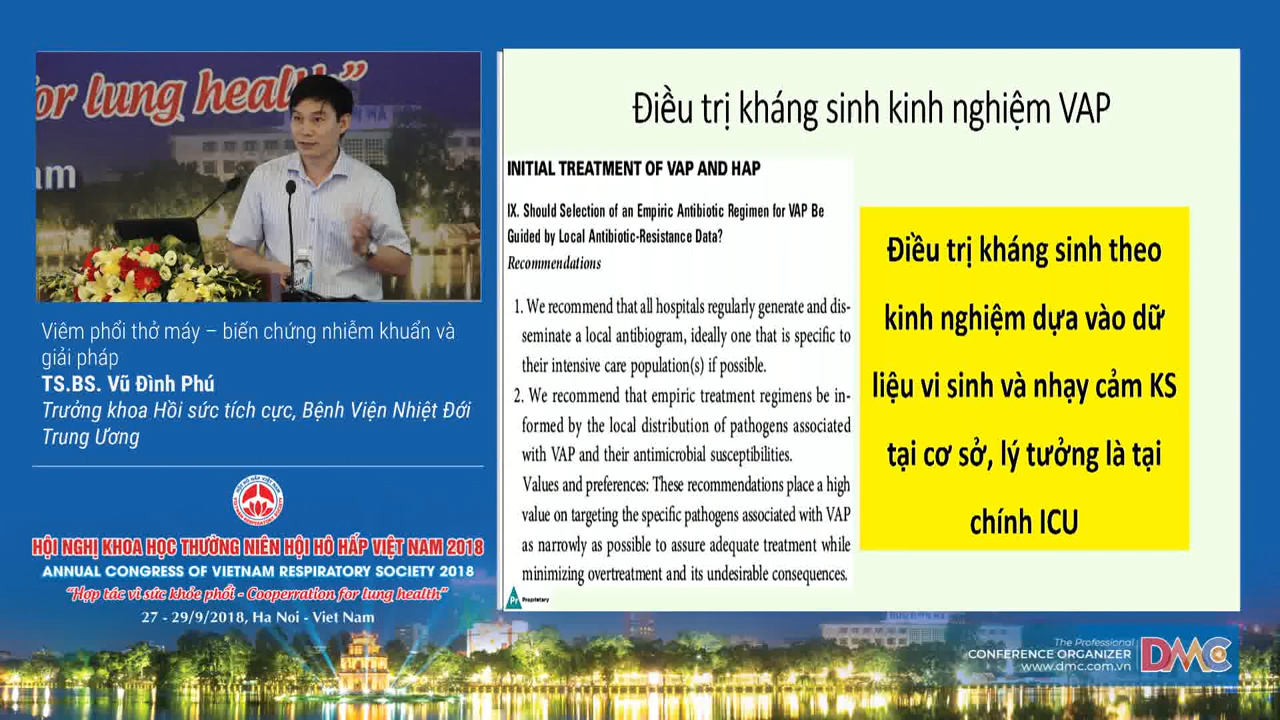 for lung health”
am
Viêm phổi thở máy – biến chứng nhiễm khuẩn và
giải pháp
TS.BS. Vũ Đình Phú
Trưởng khoa Hồi sức tích cực, Bệnh Viện Nhiệt Đới
Trung Ương
HỘI NGHỊ KHOA HỌC THƯỜNG NIÊN HỘI HÔ HẤP VIỆT NAM 2018
ANNUAL CONGRESS OF VIETNAM RESPIRATORY SOCIETY 2018
“Hợp tác vì sức khỏe phổi - Cooperration for lung health”
27 - 29/9/2018, Ha Noi - Viet Nam
Điều trị kháng sinh kinh nghiệm VAP
INITIAL TREATMENT OF VAP AND HAP
IX. Should Selection of an Empiric Antibiotic Regimen for VAP Be
Guided by Local Antibiotic-Resistance Data?
Recommendations
1. We recommend that all hospitals regularly generate and dis-
seminate a local antibiogram, ideally one that is specific to
their intensive care population(s) if possible.
2. We recommend that empiric treatment regimens be in-
formed by the local distribution of pathogens associated
with VAP and their antimicrobial susceptibilities.
Values and preferences: These recommendations place a high
value on targeting the specific pathogens associated with VAP
as narrowly as possible to assure adequate treatment while
minimizing overtreatment and its undesirable consequences.
Pr Proprietary
Điều trị kháng sinh theo
kinh nghiệm dựa vào dữ
liệu vi sinh và nhạy cảm KS
tại cơ sở, lý tưởng là tại
chính ICU
The Professional
CONFERENCE ORGANIZER
www.dmc.com.vn
DMC